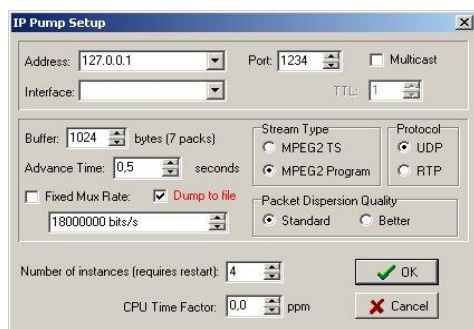 IP Pump Setup
Address: 127.0.0.1 Port: 1234 Multicast
Interface: TTL: 1
Buffer: 1024 bytes (7 packs)
Advance Time: 0,5 seconds
Fixed Mux Rate: Dump to file
18000000 bits/s
Stream Type
MPEG2 TS
MPEG2 Program
Protocol
UDP
RTP
Packet Dispersion Quality
Standard Better
Number of instances (requires restart): 4
CPU Time Factor: 0,0 ppm
OK
Cancel